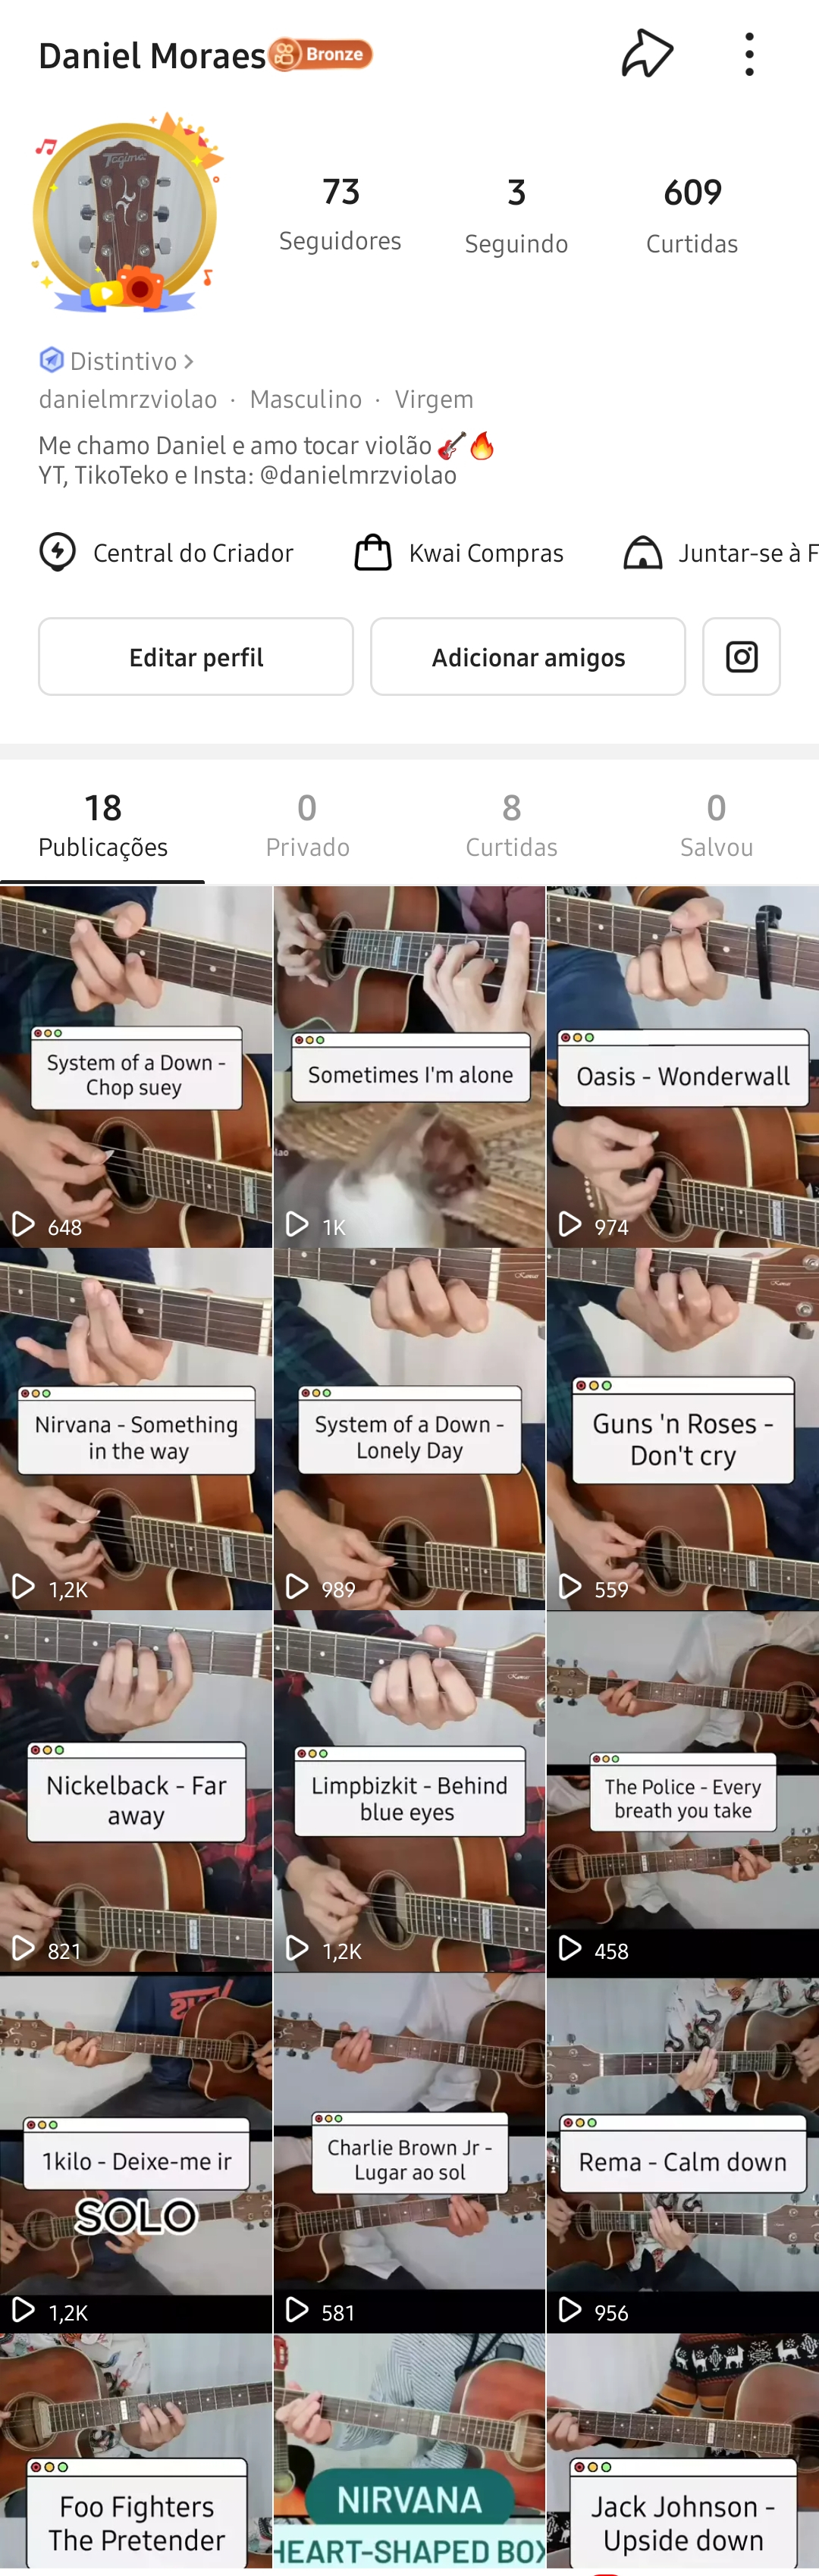 Daniel Moraes Bronze
Tagima
73
Seguidores
3
Seguindo
609
Curtidas
Distintivo >
danielmrzviolao · Masculino · Virgem
Me chamo Daniel e amo tocar violão 🎸🔥
YT, TikoTeko e Insta: @danielmrzviolao
Central do Criador
Kwai Compras
Juntar-se à F
Editar perfil
Adicionar amigos
18
Publicações
0
Privado
8
Curtidas
0
Salvou
System of a Down -
Chop suey
648
Sometimes I'm alone
lao
1K
Oasis - Wonderwall
974
Nirvana - Something
in the way
1,2K
System of a Down -
Lonely Day
989
Guns 'n Roses -
Don't cry
559
Nickelback - Far
away
821
Limpbizkit - Behind
blue eyes
1,2K
The Police - Every
breath you take
458
1kilo - Deixe-me ir
SOLO
1,2K
Charlie Brown Jr -
Lugar ao sol
581
Rema - Calm down
956
Foo Fighters
The Pretender
NIRVANA
HEART-SHAPED BOX
Jack Johnson -
Upside down